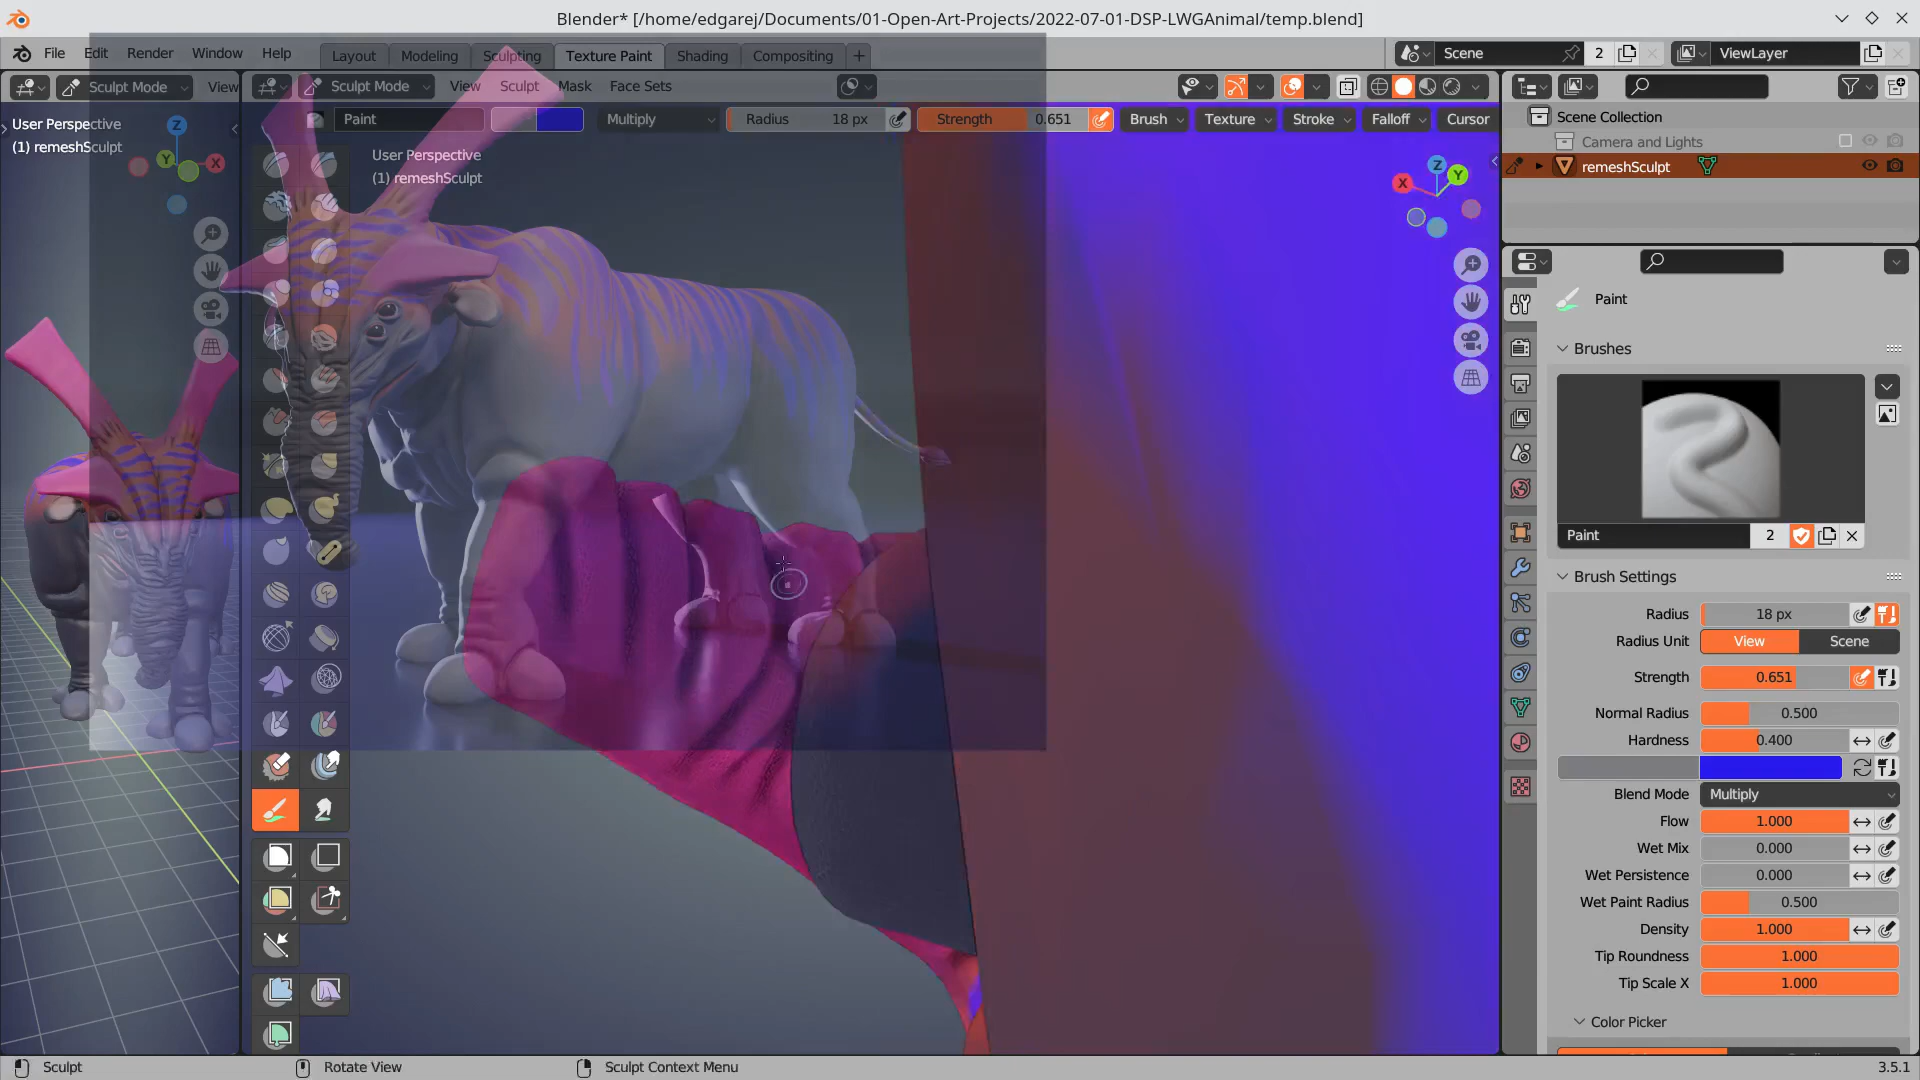 Blender* [/home/edgarej/Documents/01-Open-Art-Projects/2022-07-01-DSP-LWGAnimal/temp.blend]
File Edit Render Window Help
Layout Modeling Sculpting Texture Paint Shading Compositing +
Scene 2 ViewLayer
Sculpt Mode View
Sculpt Mode View Sculpt Mask Face Sets
Paint Multiply Radius 18 px Strength 0.651 Brush Texture Stroke Falloff Cursor
User Perspective
(1) remeshSculpt
Z
Y
X
User Perspective
(1) remeshSculpt
Z
Y
X
Scene Collection
Camera and Lights
remeshSculpt
Paint
Brushes
Paint 2
Brush Settings
Radius 18 px
Radius Unit View Scene
Strength 0.651
Normal Radius 0.500
Hardness 0.400
Blend Mode Multiply
Flow 1.000
Wet Mix 0.000
Wet Persistence 0.000
Wet Paint Radius 0.500
Density 1.000
Tip Roundness 1.000
Tip Scale X 1.000
Color Picker
Sculpt Rotate View Sculpt Context Menu 3.5.1